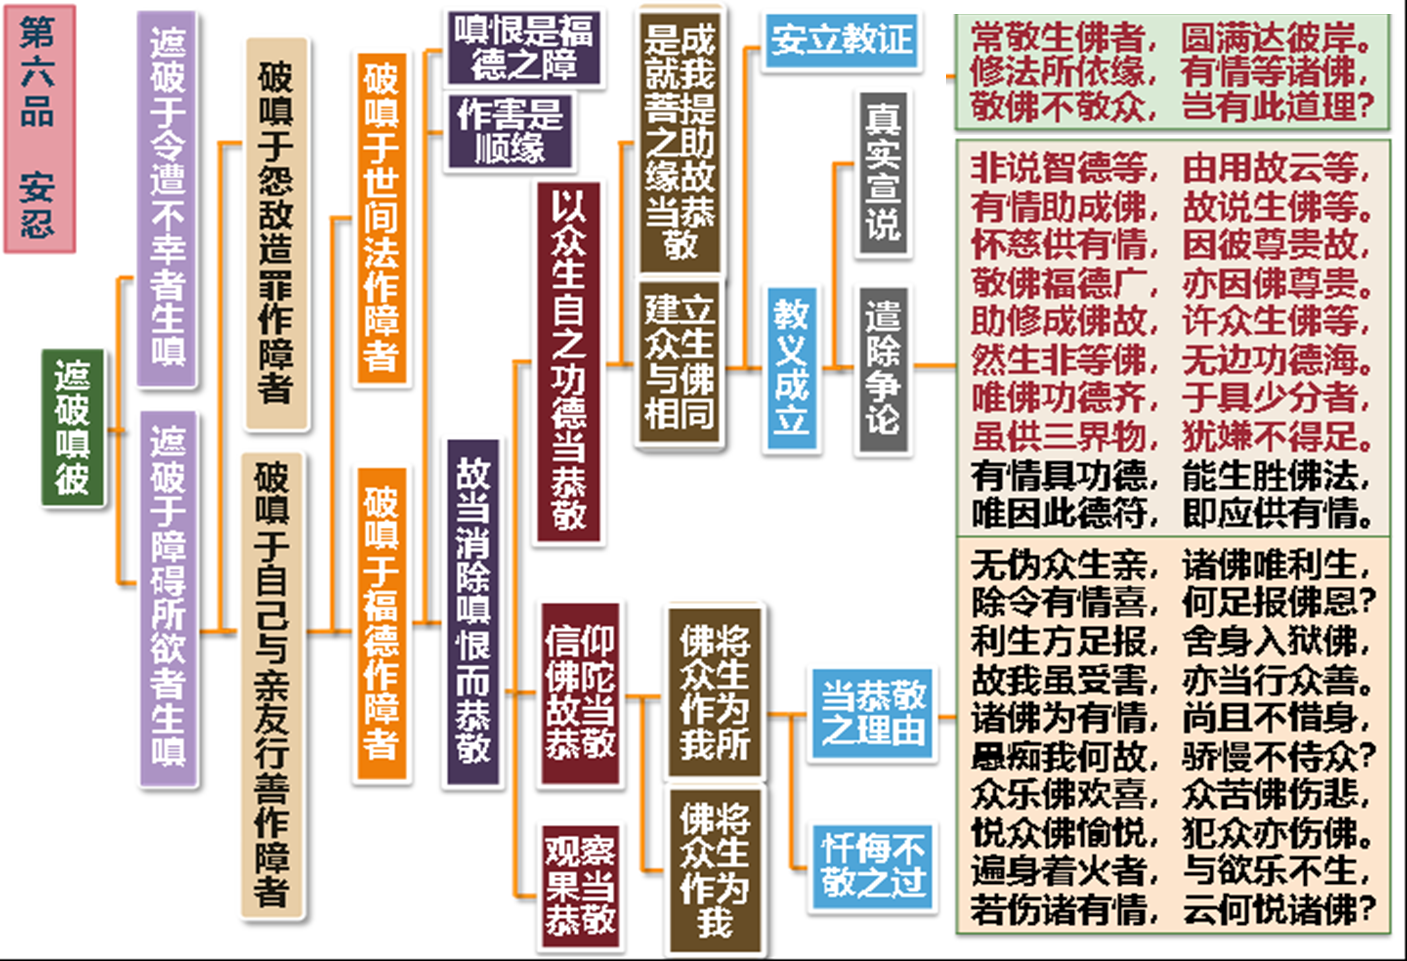 第六品 安忍
遮破嗔彼
遮破于令遭不幸者生嗔
遮破于障碍所欲者生嗔
破嗔于怨敌造罪作障者
破嗔于自己与亲友行善作障者
破嗔于世间法作障者
破嗔于福德作障者
嗔恨是福
德之障
作害是
顺缘
故当消除嗔恨而恭敬
以众生自之功德当恭敬
信仰
佛陀
故当
恭敬
观察
果当
恭敬
是成
就我
菩提
之助
缘故
当恭
敬
建立
众生
与佛
相同
佛将
众生
作为
我所
佛将
众生
作为
我
安立教证
教义成立
真实宣说
遣除争论
当恭敬
之理由
忏悔不
敬之过
常敬生佛者，圆满达彼岸。
修法所依缘，有情等诸佛，
敬佛不敬众，岂有此道理？
非说智德等，由用故云等，
有情助成佛，故说生佛等。
怀慈供有情，因彼尊贵故，
敬佛福德广，亦因佛尊贵。
助修成佛故，许众生佛等，
然生非等佛，无边功德海。
唯佛功德齐，于具少分者，
虽供三界物，犹嫌不得足。
有情具功德，能生胜佛法，
唯因此德符，即应供有情。
无伪众生亲，诸佛唯利生，
除令有情喜，何足报佛恩？
利生方足报，舍身入狱佛，
故我虽受害，亦当行众善。
诸佛为有情，尚且不惜身，
愚痴我何故，骄慢不侍众？
众乐佛欢喜，众苦佛伤悲，
悦众佛愉悦，犯众亦伤佛。
遍身着火者，与欲乐不生，
若伤诸有情，云何悦诸佛？